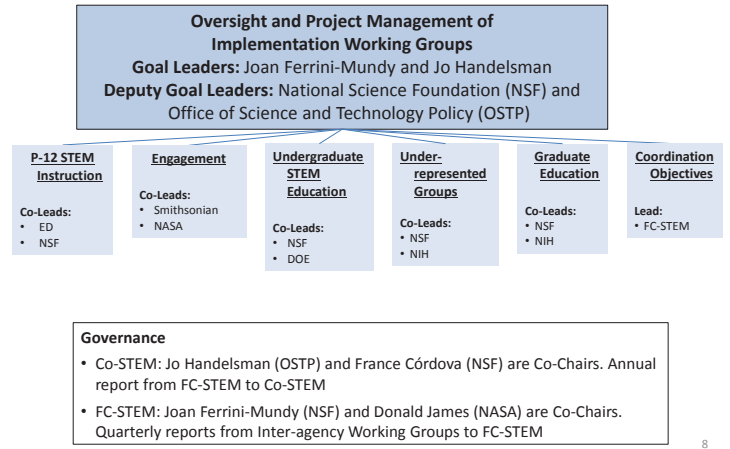 Oversight and Project Management of
Implementation Working Groups
Goal Leaders: Joan Ferrini-Mundy and Jo Handelsman
Deputy Goal Leaders: National Science Foundation (NSF) and
Office of Science and Technology Policy (OSTP)
P-12 STEM
Instruction
Co-Leads:
• ED
• NSF
Engagement
Co-Leads:
• Smithsonian
• NASA
Undergraduate
STEM
Education
Co-Leads:
• NSF
• DOE
Under-
represented
Groups
Co-Leads:
• NSF
• NIH
Graduate
Education
Co-Leads:
• NSF
• NIH
Coordination
Objectives
Lead:
• FC-STEM
Governance
• Co-STEM: Jo Handelsman (OSTP) and France Córdova (NSF) are Co-Chairs. Annual
report from FC-STEM to Co-STEM
• FC-STEM: Joan Ferrini-Mundy (NSF) and Donald James (NASA) are Co-Chairs.
Quarterly reports from Inter-agency Working Groups to FC-STEM
8